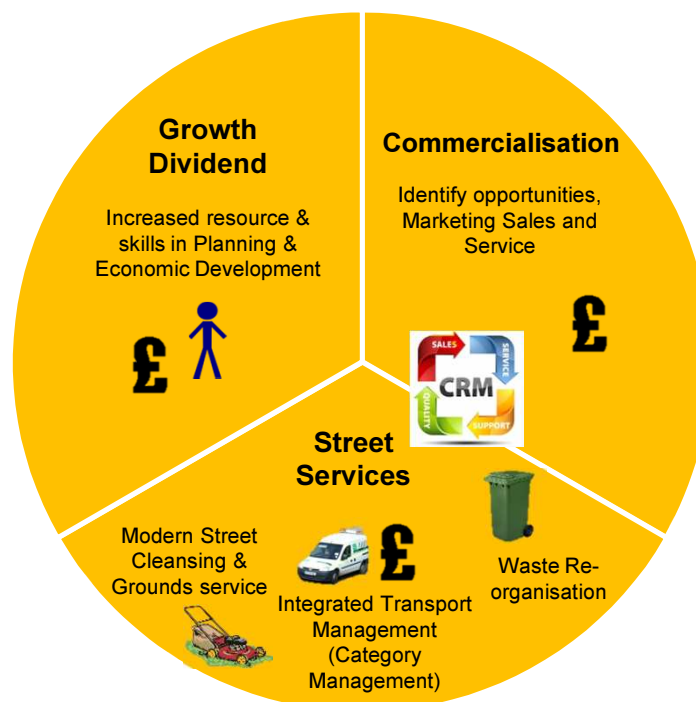 Growth
Dividend
Increased resource &
skills in Planning &
Economic Development
£
Commercialisation
Identify opportunities,
Marketing Sales and
Service
£
SALES
SERVICE
CRM
QUALITY
SUPPORT
Street
Services
Modern Street
Cleansing &
Grounds service
£
Integrated Transport
Management
(Category
Management)
Waste Re-
organisation